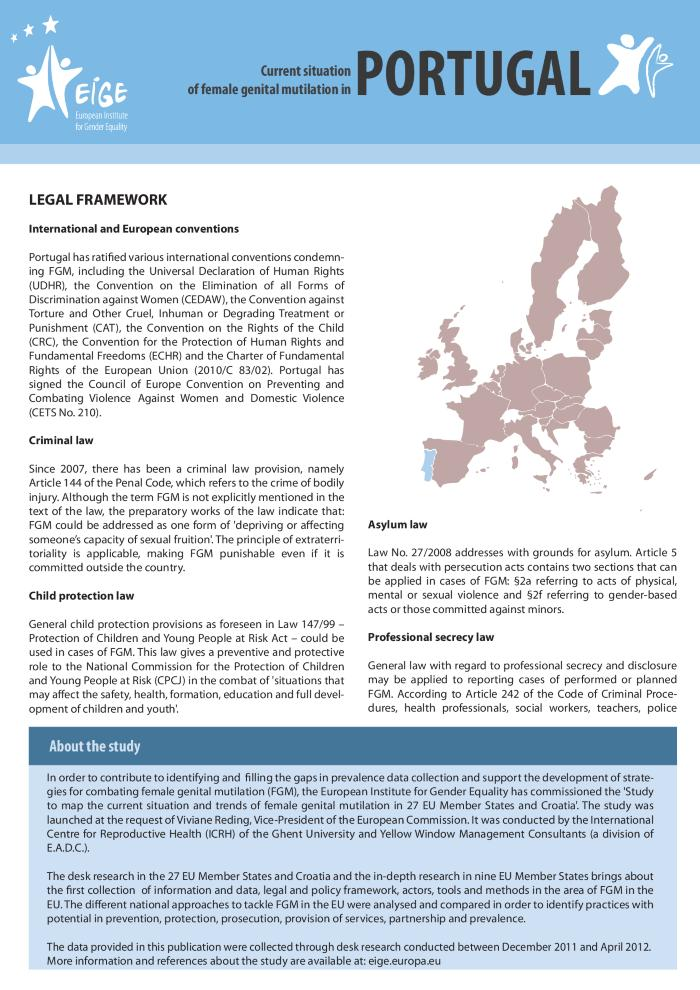 EIGE
European Institute
for Gender Equality
Current situation
of female genital mutilation in
PORTUGAL
LEGAL FRAMEWORK
International and European conventions
Portugal has ratified various international conventions condemn-
ing FGM, including the Universal Declaration of Human Rights
(UDHR), the Convention on the Elimination of all Forms of
Discrimination against Women (CEDAW), the Convention against
Torture and Other Cruel, Inhuman or Degrading Treatment or
Punishment (CAT), the Convention on the Rights of the Child
(CRC), the Convention for the Protection of Human Rights and
Fundamental Freedoms (ECHR) and the Charter of Fundamental
Rights of the European Union (2010/C 83/02). Portugal has
signed the Council of Europe Convention on Preventing and
Combating Violence Against Women and Domestic Violence
(CETS No. 210).
Criminal law
Since 2007, there has been a criminal law provision, namely
Article 144 of the Penal Code, which refers to the crime of bodily
injury. Although the term FGM is not explicitly mentioned in the
text of the law, the preparatory works of the law indicate that:
FGM could be addressed as one form of 'depriving or affecting
someone's capacity of sexual fruition'. The principle of extraterri-
toriality is applicable, making FGM punishable even if it is
committed outside the country.
Child protection law
General child protection provisions as foreseen in Law 147/99 –
Protection of Children and Young People at Risk Act – could be
used in cases of FGM. This law gives a preventive and protective
role to the National Commission for the Protection of Children
and Young People at Risk (CPCJ) in the combat of 'situations that
may affect the safety, health, formation, education and full devel-
opment of children and youth'.
Asylum law
Law No. 27/2008 addresses with grounds for asylum. Article 5
that deals with persecution acts contains two sections that can
be applied in cases of FGM: §2a referring to acts of physical,
mental or sexual violence and §2f referring to gender-based
acts or those committed against minors.
Professional secrecy law
General law with regard to professional secrecy and disclosure
may be applied to reporting cases of performed or planned
FGM. According to Article 242 of the Code of Criminal Proce-
dures, health professionals, social workers, teachers, police
About the study
In order to contribute to identifying and filling the gaps in prevalence data collection and support the development of strate-
gies for combating female genital mutilation (FGM), the European Institute for Gender Equality has commissioned the 'Study
to map the current situation and trends of female genital mutilation in 27 EU Member States and Croatia'. The study was
launched at the request of Viviane Reding, Vice-President of the European Commission. It was conducted by the International
Centre for Reproductive Health (ICRH) of the Ghent University and Yellow Window Management Consultants (a division of
E.A.D.C.).
The desk research in the 27 EU Member States and Croatia and the in-depth research in nine EU Member States brings about
the first collection of information and data, legal and policy framework, actors, tools and methods in the area of FGM in the
EU. The different national approaches to tackle FGM in the EU were analysed and compared in order to identify practices with
potential in prevention, protection, prosecution, provision of services, partnership and prevalence.
The data provided in this publication were collected through desk research conducted between December 2011 and April 2012.
More information and references about the study are available at: eige.europa.eu